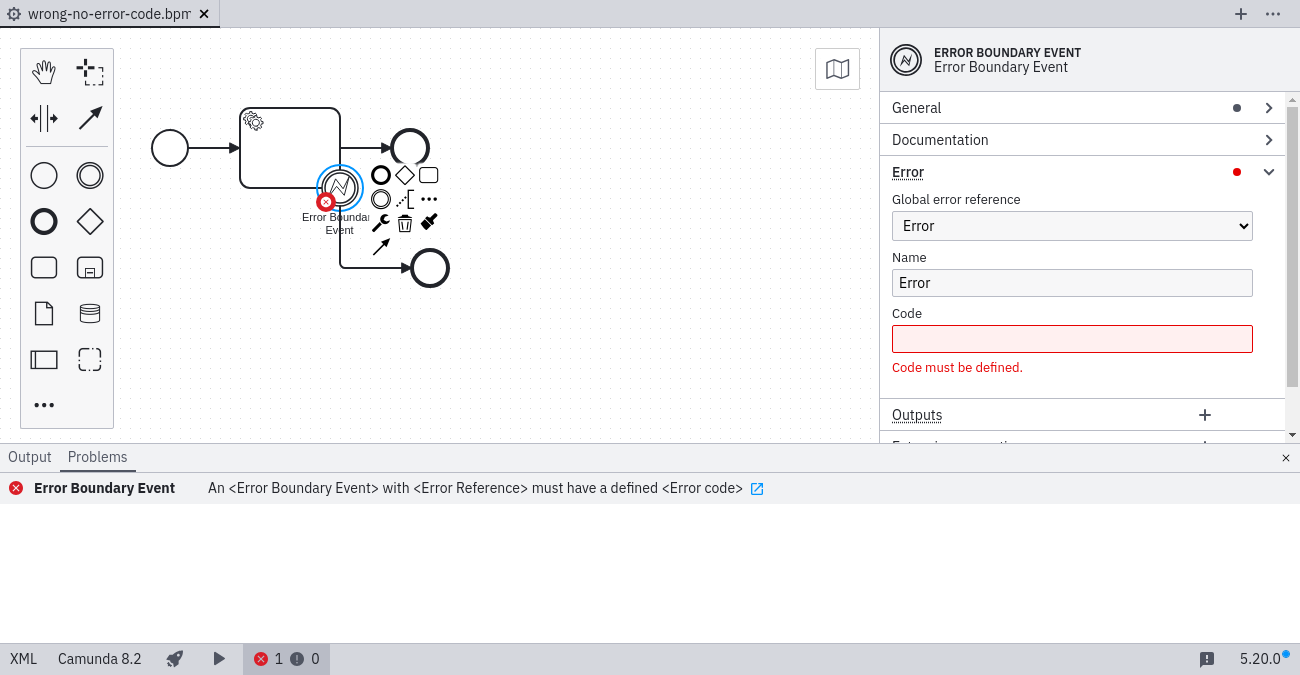 wrong-no-error-code.bpm
ERROR BOUNDARY EVENT
Error Boundary Event
General
Documentation
Error
Global error reference
Error
Name
Error
Code
Code must be defined.
Outputs
Error Boundar
Event
Output
Problems
Error Boundary Event
An <Error Boundary Event> with <Error Reference> must have a defined <Error code>
XML
Camunda 8.2
1
0
5.20.0